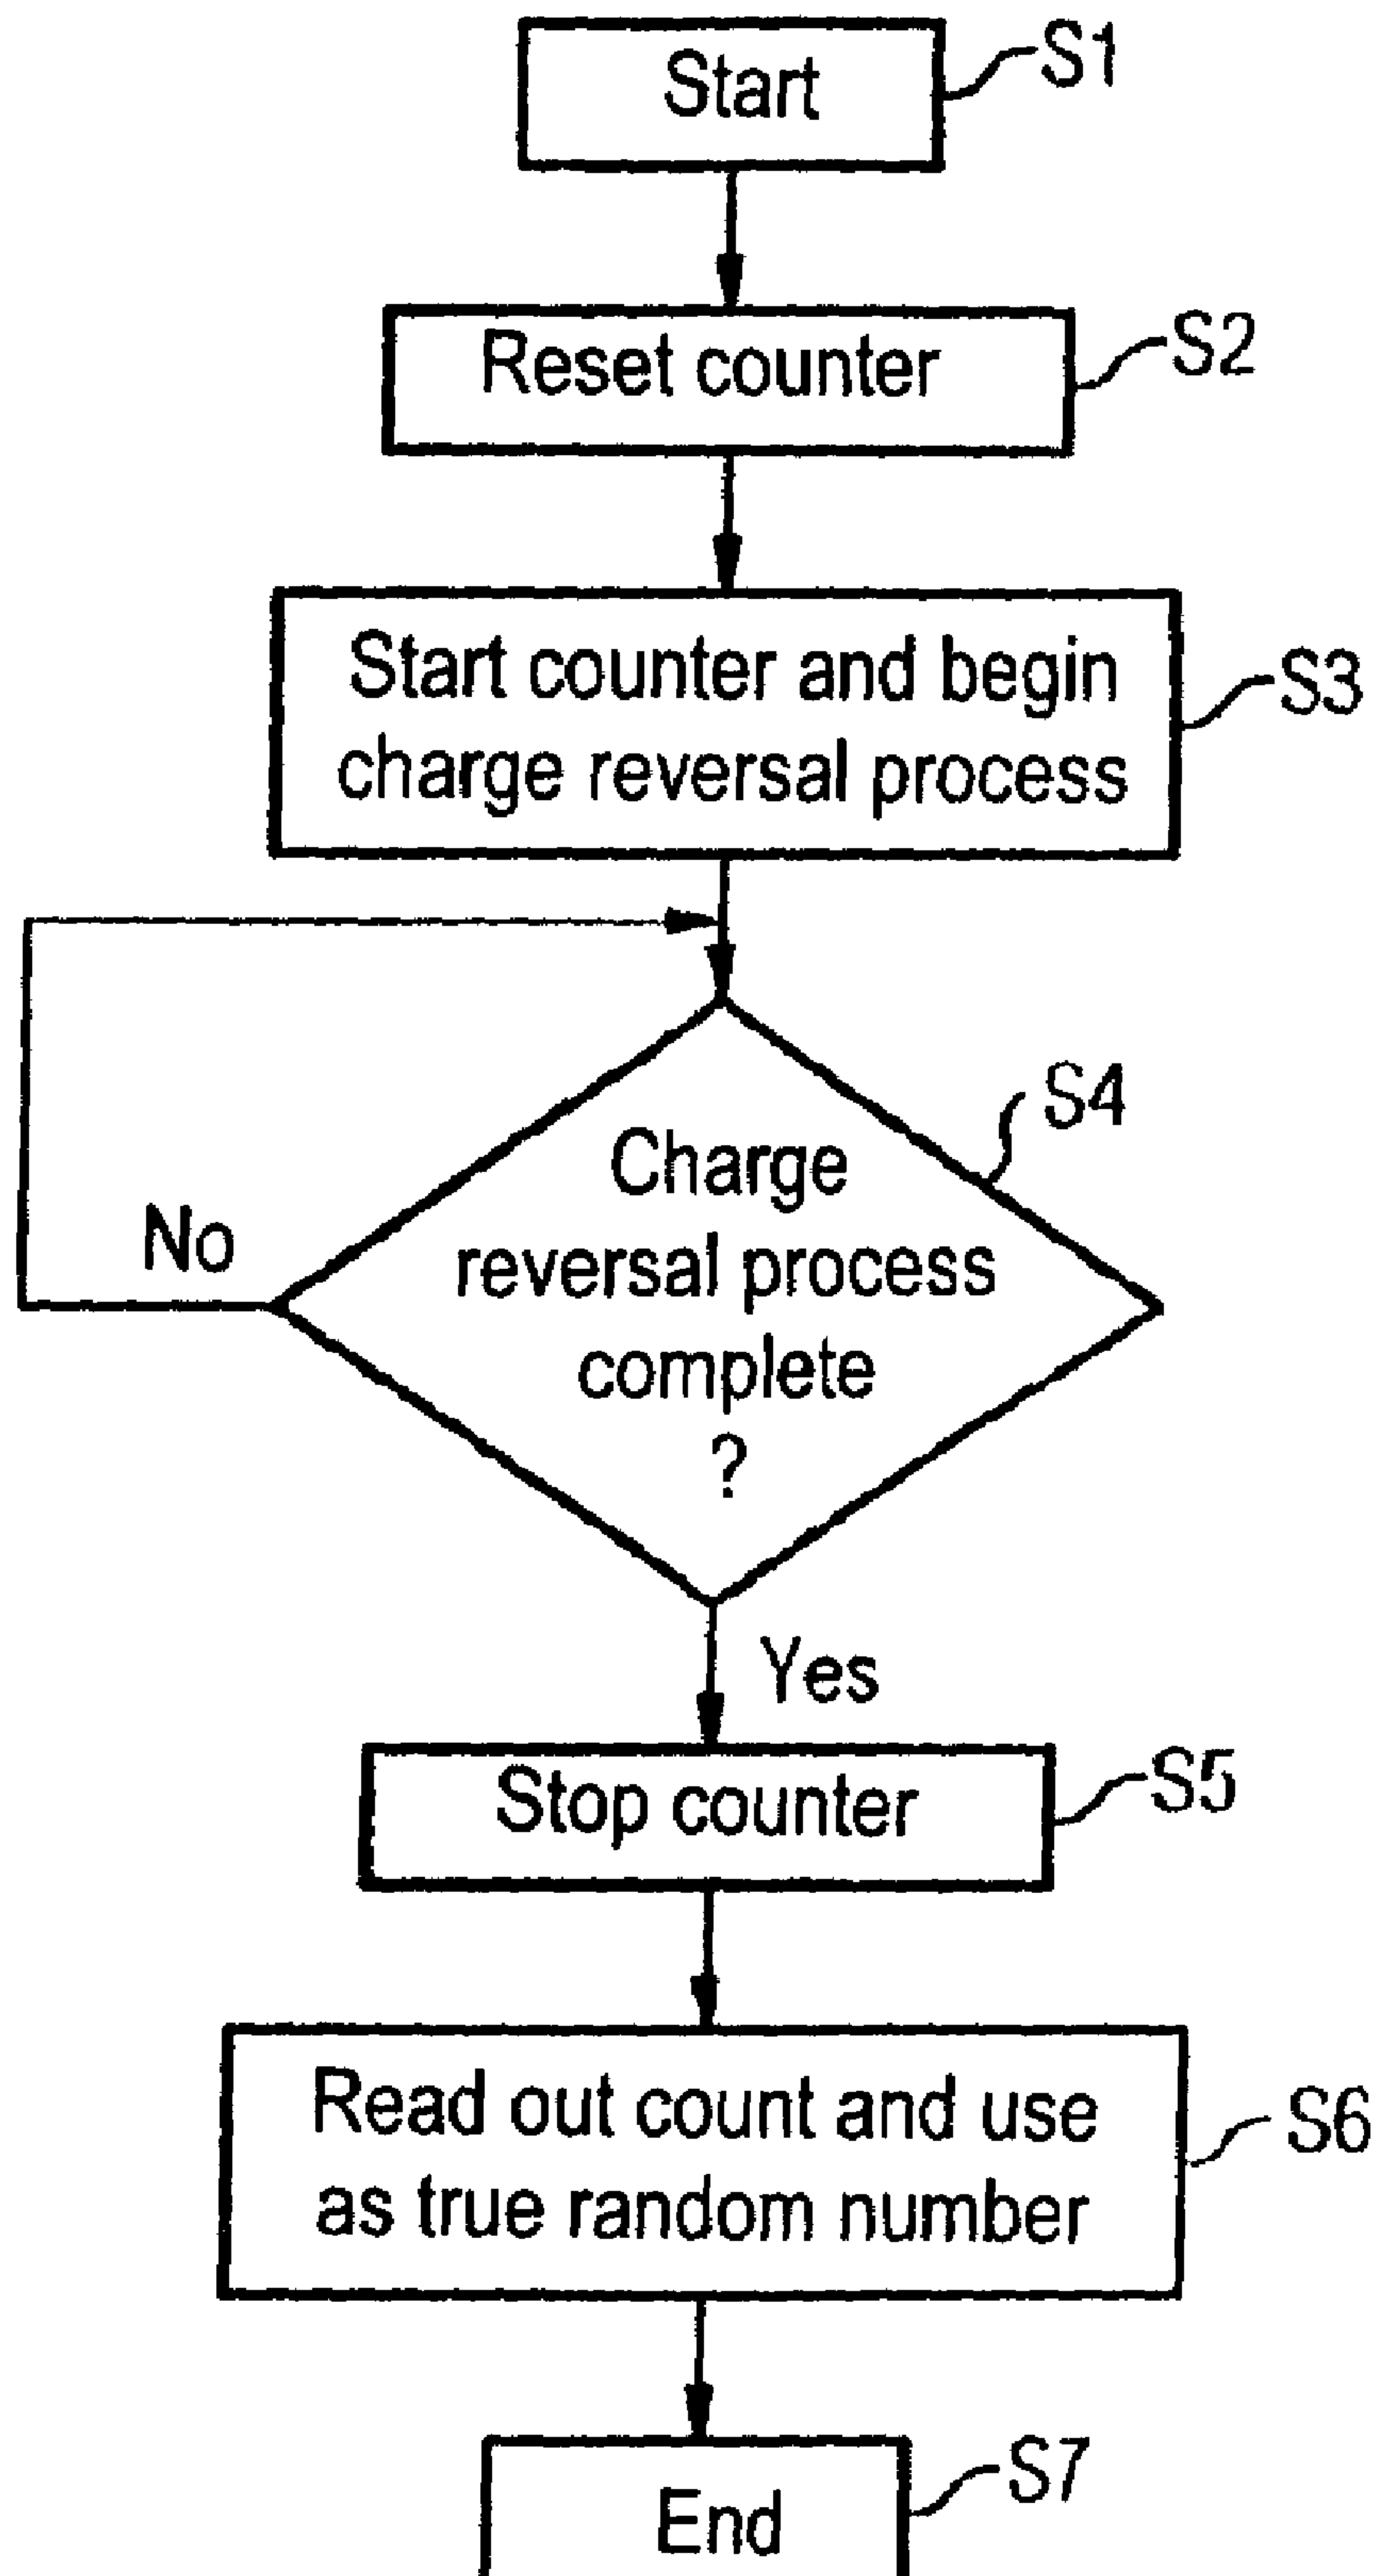 Start
S1
Reset counter
S2
Start counter and begin
charge reversal process
S3
S4
Charge
reversal process
complete
?
No
Yes
Stop counter
S5
Read out count and use
as true random number
S6
End
S7